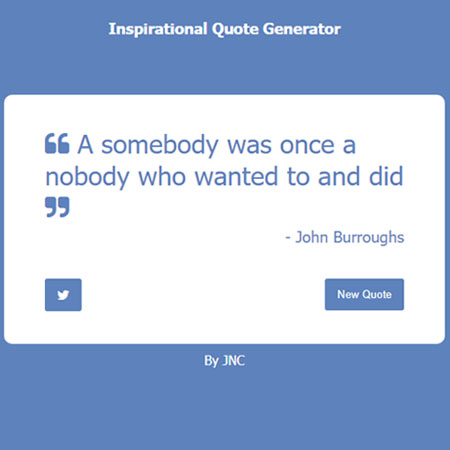 Inspirational Quote Generator
❝ A somebody was once a
nobody who wanted to and did
❞
- John Burroughs
New Quote
By JNC